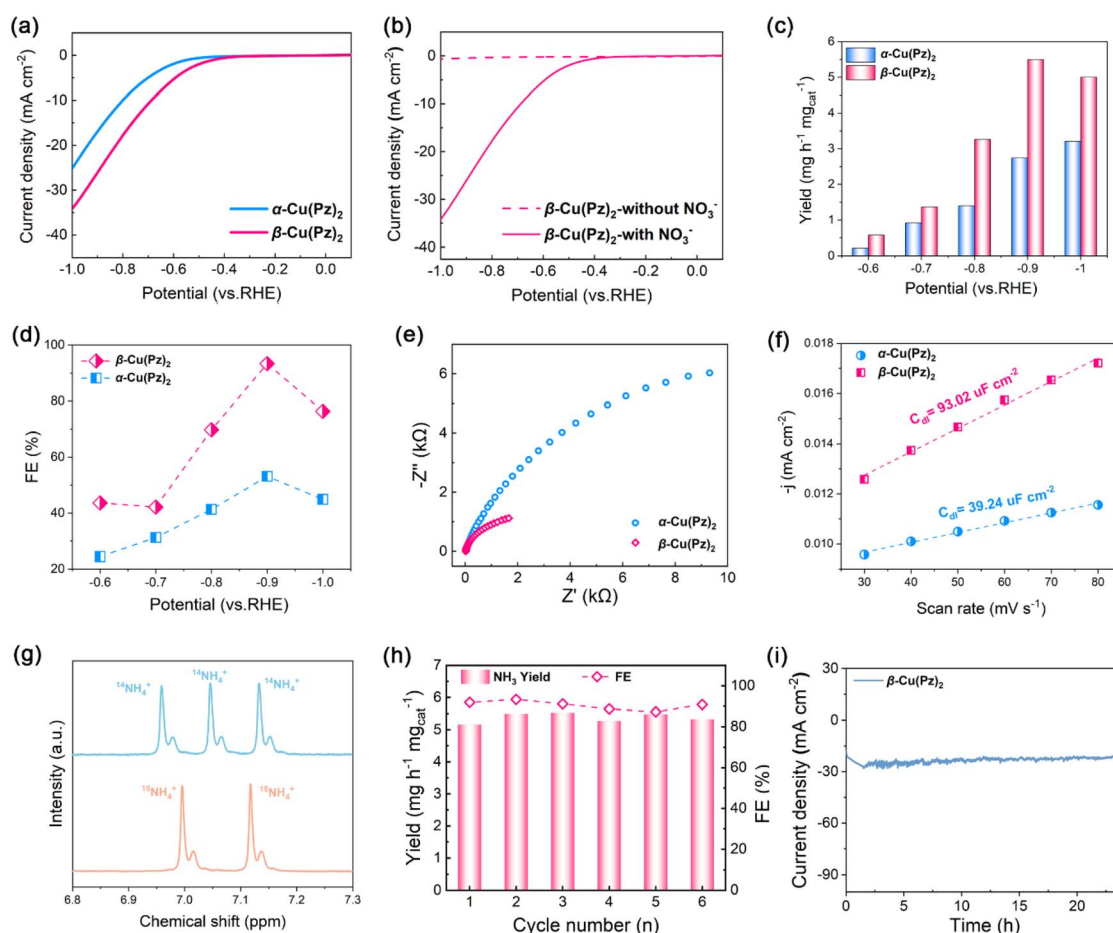 (a)
Current density (mA cm⁻²)
0
-10
-20
-30
-40
α-Cu(Pz)₂
β-Cu(Pz)₂
-1.0 -0.8 -0.6 -0.4 -0.2 0.0
Potential (vs.RHE)
(b)
Current density (mA cm⁻²)
0
-10
-20
-30
-40
β-Cu(Pz)₂-without NO₃⁻
β-Cu(Pz)₂-with NO₃⁻
-1.0 -0.8 -0.6 -0.4 -0.2 0.0
Potential (vs.RHE)
(c)
Yield (mg h⁻¹ mgcat⁻¹)
6
5
4
3
2
1
0
α-Cu(Pz)₂
β-Cu(Pz)₂
-0.6 -0.7 -0.8 -0.9 -1
Potential (vs.RHE)
(d)
FE (%)
100
80
60
40
20
β-Cu(Pz)₂
α-Cu(Pz)₂
-0.6 -0.7 -0.8 -0.9 -1.0
Potential (vs.RHE)
(e)
-Z'' (kΩ)
6
4
2
0
α-Cu(Pz)₂
β-Cu(Pz)₂
0 2 4 6 8 10
Z' (kΩ)
(f)
-j (mA cm⁻²)
0.018
0.016
0.014
0.012
0.010
α-Cu(Pz)₂
β-Cu(Pz)₂
Cdl= 93.02 uF cm⁻²
Cdl= 39.24 uF cm⁻²
30 40 50 60 70 80
Scan rate (mV s⁻¹)
(g)
Intensity (a.u.)
¹⁴NH₄⁺ ¹⁴NH₄⁺ ¹⁴NH₄⁺
¹⁵NH₄⁺ ¹⁵NH₄⁺
6.8 6.9 7.0 7.1 7.2 7.3
Chemical shift (ppm)
(h)
Yield (mg h⁻¹ mgcat⁻¹)
7
6
5
4
3
2
1
0
NH₃ Yield FE
100
80
60
40
20
0
FE (%)
1 2 3 4 5 6
Cycle number (n)
(i)
Current density (mA cm⁻²)
30
0
-30
-60
-90
β-Cu(Pz)₂
0 5 10 15 20
Time (h)